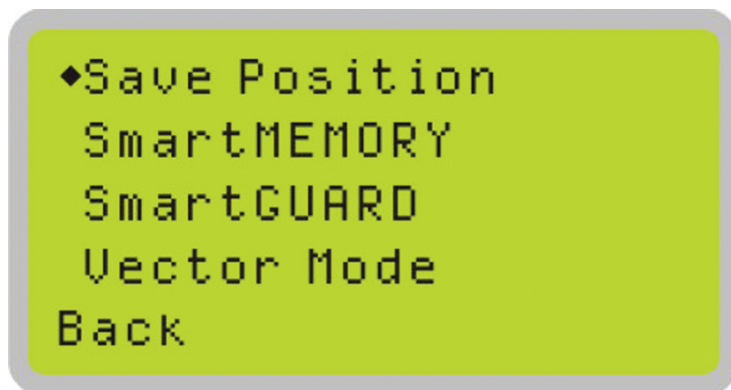 ◆Save Position
SmartMEMORY
SmartGUARD
Vector Mode
Back